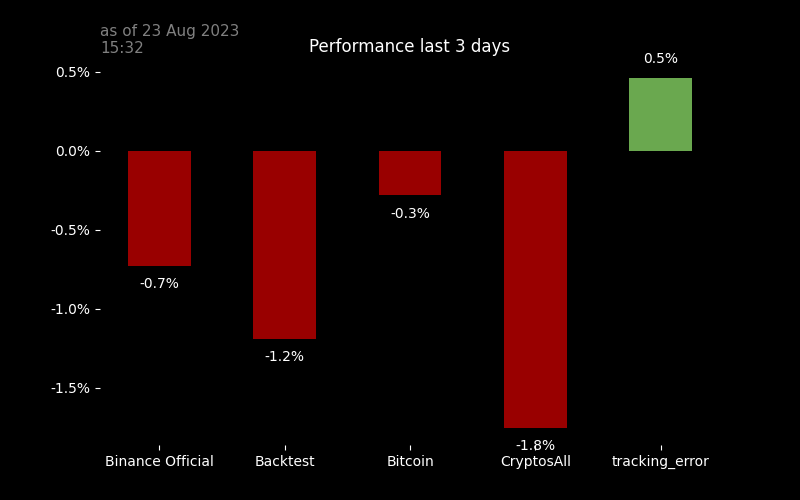 as of 23 Aug 2023
15:32
Performance last 3 days
0.5%
0.5%
0.0%
-0.5%
-1.0%
-1.5%
-0.7%
-1.2%
-0.3%
-1.8%
Binance Official
Backtest
Bitcoin
CryptosAll
tracking_error